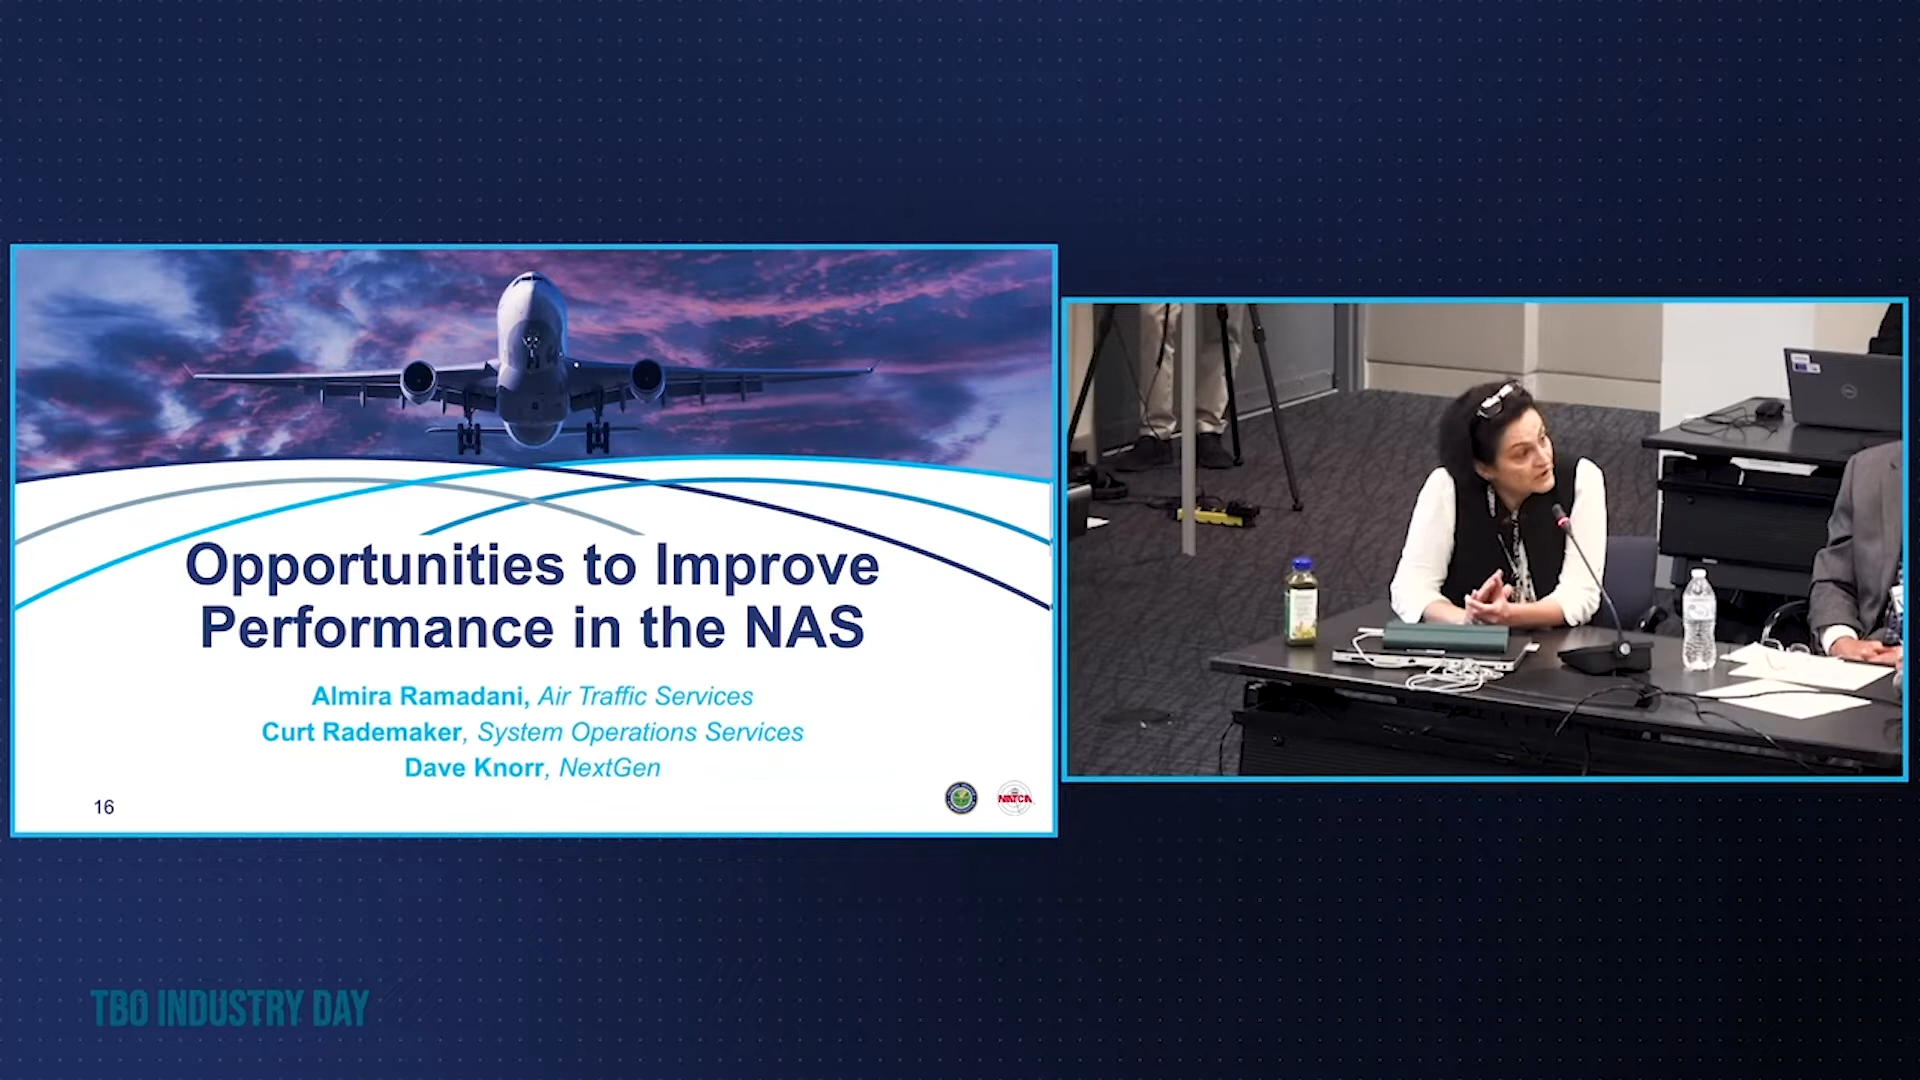 Opportunities to Improve
Performance in the NAS
Almira Ramadani, Air Traffic Services
Curt Rademaker, System Operations Services
Dave Knorr, NextGen
16
NATCA
TBO INDUSTRY DAY